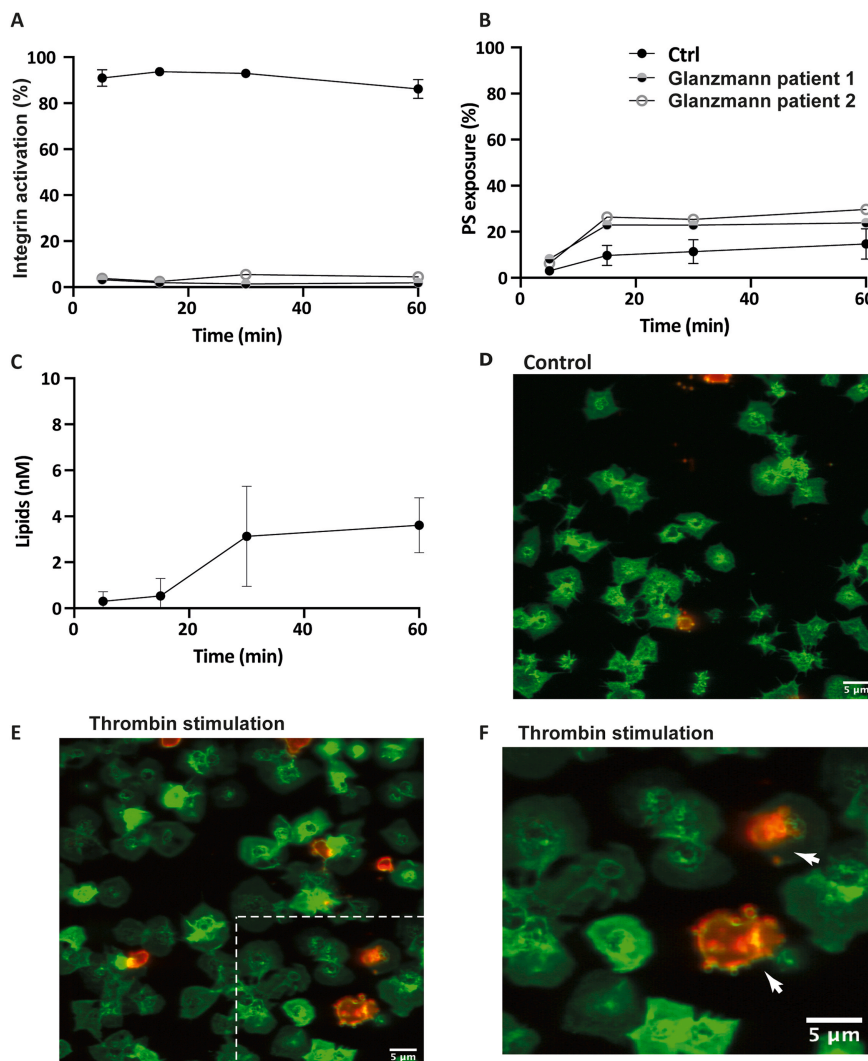 A
Integrin activation (%)
100
80
60
40
20
0
0 20 40 60
Time (min)
B
PS exposure (%)
100
80
60
40
20
0
0 20 40 60
Time (min)
Ctrl
Glanzmann patient 1
Glanzmann patient 2
C
Lipids (nM)
10
8
6
4
2
0
0 20 40 60
Time (min)
D Control
5 µm
E Thrombin stimulation
5 µm
F Thrombin stimulation
5 µm